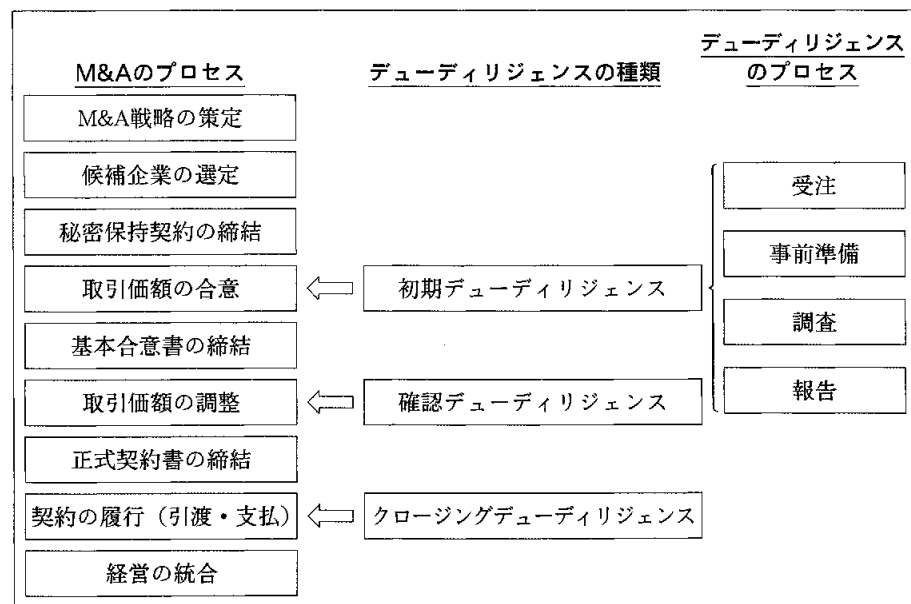 M&Aのプロセス
M&A戦略の策定
候補企業の選定
秘密保持契約の締結
取引価額の合意
基本合意書の締結
取引価額の調整
正式契約書の締結
契約の履行（引渡・支払）
経営の統合
デューディリジェンスの種類
初期デューディリジェンス
確認デューディリジェンス
クロージングデューディリジェンス
デューディリジェンス
のプロセス
受注
事前準備
調査
報告